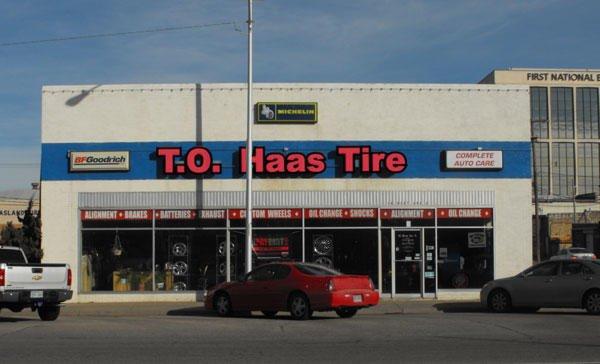 FIRST NATIONAL
MICHELIN
BFGoodrich
T.O. Haas Tire
COMPLETE
AUTO CARE
ALIGNMENT BRAKES BATTERIES EXHAUST CUSTOM WHEELS OIL CHANGE SHOCKS ALIGNMENT OIL CHANGE